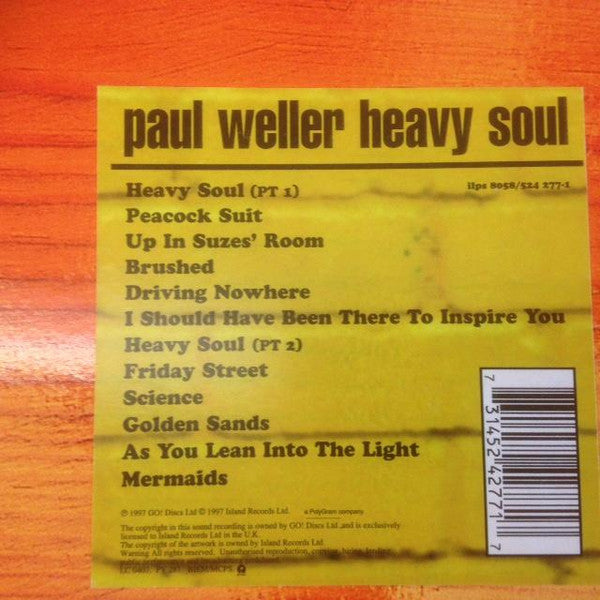 paul weller heavy soul
ilps 8058/524 277-1
Heavy Soul (PT 1)
Peacock Suit
Up In Suzes' Room
Brushed
Driving Nowhere
I Should Have Been There To Inspire You
Heavy Soul (PT 2)
Friday Street
Science
Golden Sands
As You Lean Into The Light
Mermaids
7 31452 42771 7
℗ 1997 GO! Discs Ltd © 1997 Island Records Ltd. a PolyGram company
The copyright in this sound recording is owned by GO! Discs Ltd and is exclusively
licensed to Island Records Ltd in the U.K.
The copyright of the artwork is owned by Island Records Ltd.
Warning All rights reserved. Unauthorised reproduction, copying, hiring, lending,
BIEM/MCPS